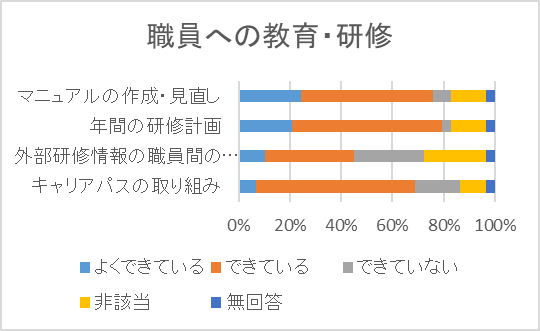 職員への教育・研修
マニュアルの作成・見直し
年間の研修計画
外部研修情報の職員間の…
キャリアパスの取り組み
0% 20% 40% 60% 80% 100%
よくできている できている できていない
非該当 無回答